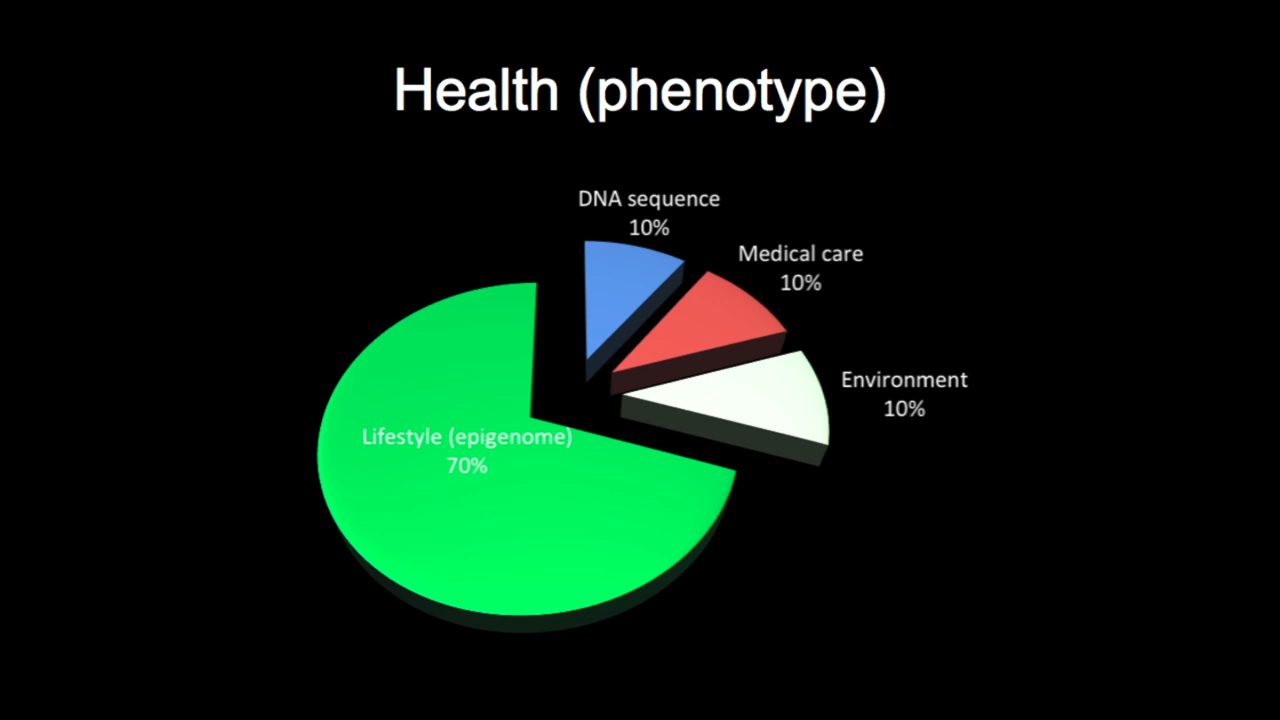 Health (phenotype)
DNA sequence
10%
Medical care
10%
Environment
10%
Lifestyle (epigenome)
70%